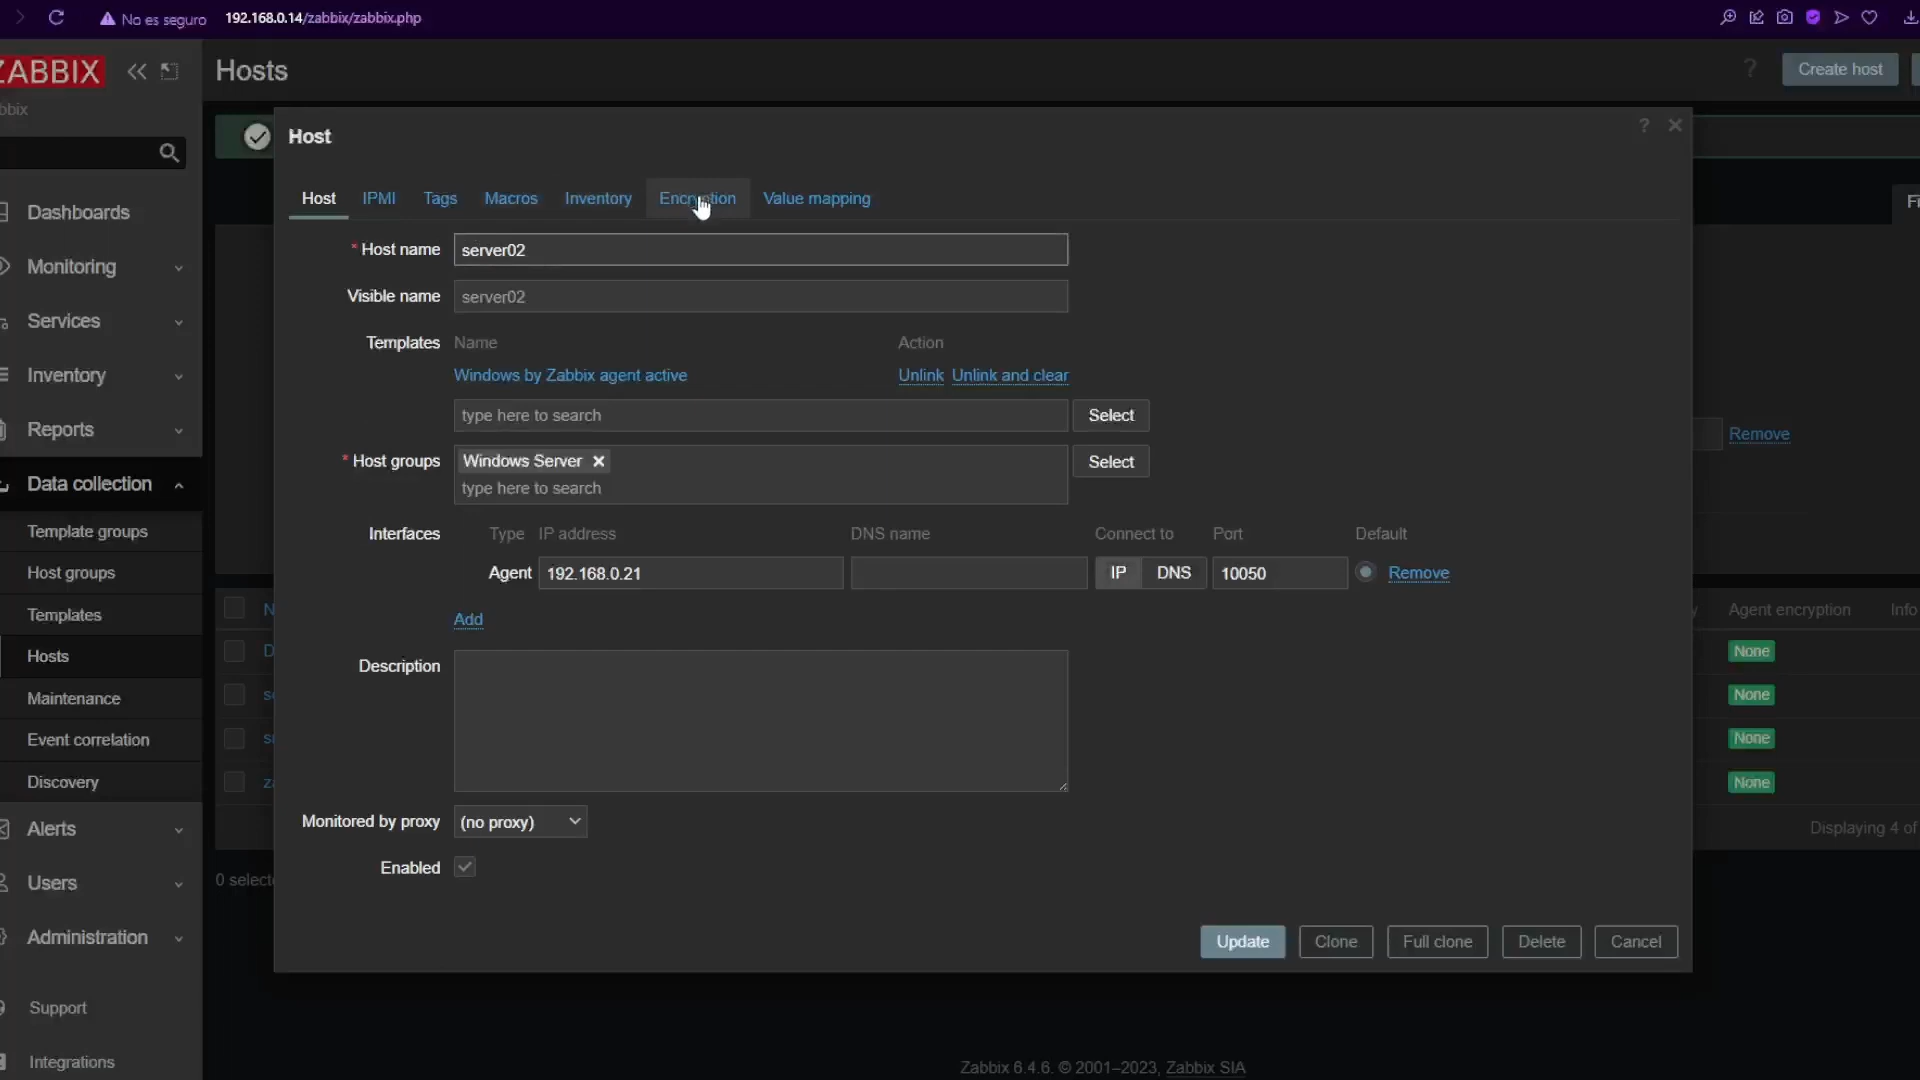 No es seguro 192.168.0.14/zabbix/zabbix.php
ZABBIX
bbix
Hosts
? Create host
Dashboards
Monitoring
Services
Inventory
Reports
Data collection
Template groups
Host groups
Templates
Hosts
Maintenance
Event correlation
Discovery
Alerts
Users
Administration
Support
Integrations
Host
?
Host IPMI Tags Macros Inventory Encryption Value mapping
* Host name server02
Visible name server02
Templates Name Action
Windows by Zabbix agent active Unlink Unlink and clear
type here to search Select
* Host groups Windows Server Select
type here to search
Interfaces Type IP address DNS name Connect to Port Default
Agent 192.168.0.21 IP DNS 10050 Remove
Add
Description
Monitored by proxy (no proxy)
Enabled
Update Clone Full clone Delete Cancel
Remove
Agent encryption Info
None
None
None
None
Displaying 4 of
0 select
Zabbix 6.4.6. © 2001–2023, Zabbix SIA